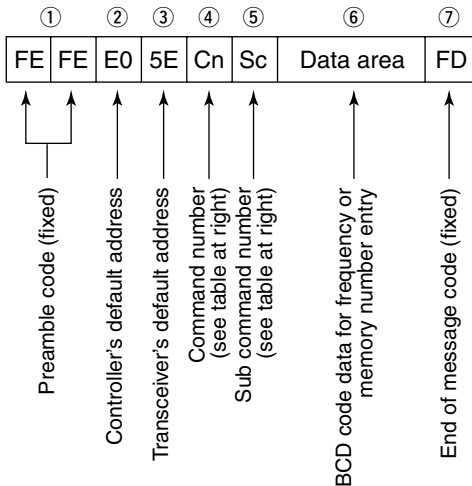 ① ② ③ ④ ⑤ ⑥ ⑦
FE FE E0 5E Cn Sc Data area FD
Preamble code (fixed)
Controller's default address
Transceiver's default address
Command number
(see table at right)
Sub command number
(see table at right)
BCD code data for frequency or
memory number entry
End of message code (fixed)